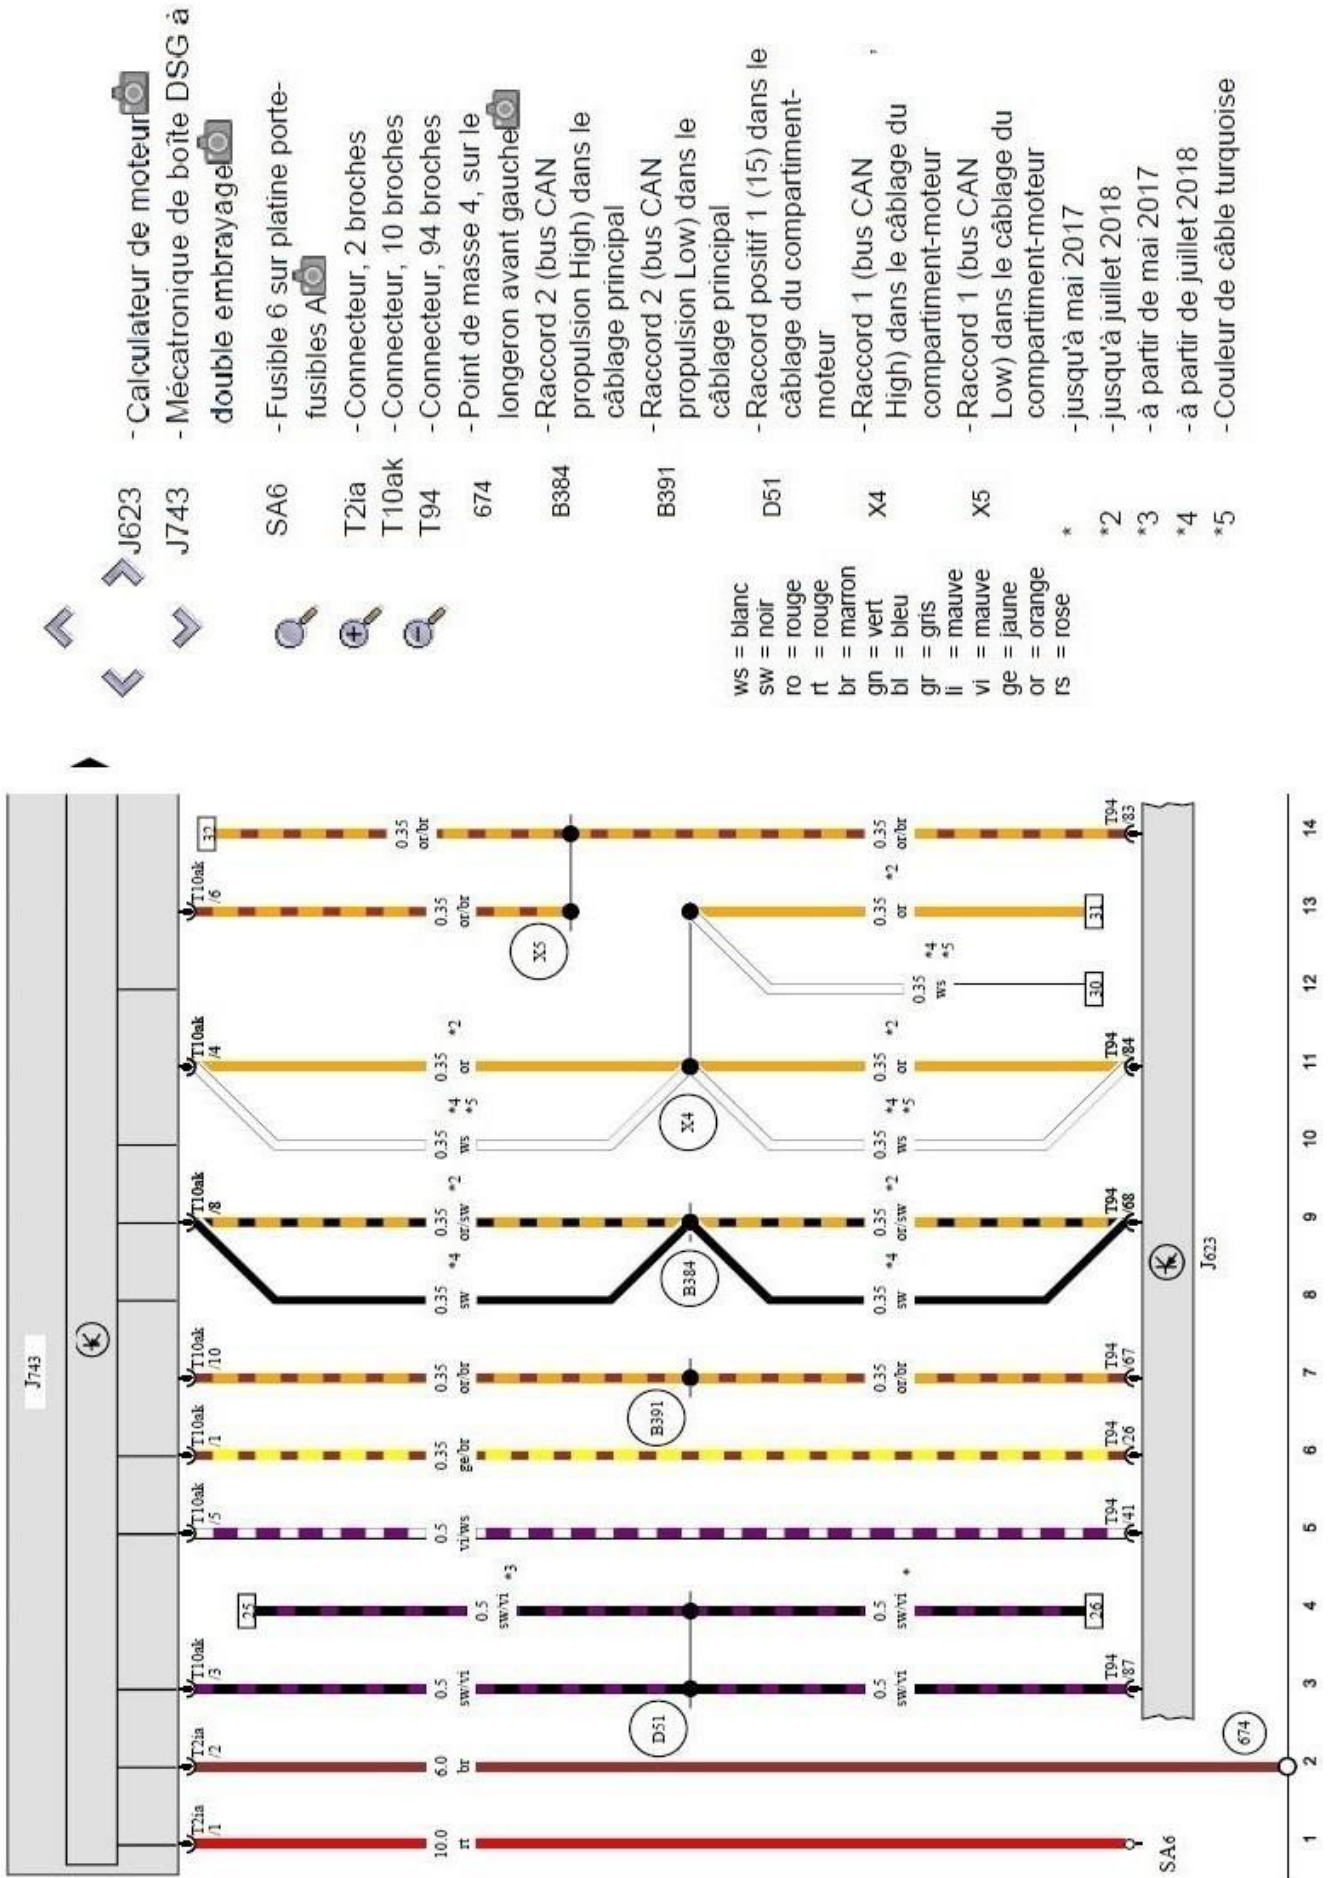 J743
T2ia
/1
T2ia
/2
T10ak
/3
25
T10ak
/5
T10ak
/1
T10ak
/10
T10ak
/8
T10ak
/4
T10ak
/6
32
10.0
rt
6.0
br
0.5
sw/vi
0.5
sw/vi
*3
0.5
vi/ws
0.35
ge/br
0.35
or/br
0.35
sw
*4
0.35
or/sw
*2
0.35
ws
*4
*5
0.35
or
*2
0.35
or/br
0.35
or/br
D51
B391
B384
X4
X5
0.5
sw/vi
0.5
sw/vi
*
0.35
or/br
0.35
sw
*4
0.35
or/sw
*2
0.35
ws
*4
*5
0.35
or
*2
0.35
ws
*4
*5
0.35
or
*2
0.35
or/br
SA6
T94
/87
26
T94
/41
T94
/26
T94
/67
T94
/68
T94
/84
30
31
T94
/83
J623
674
1 2 3 4 5 6 7 8 9 10 11 12 13 14
ws = blanc
sw = noir
ro = rouge
rt = rouge
br = marron
gn = vert
bl = bleu
gr = gris
li = mauve
vi = mauve
ge = jaune
or = orange
rs = rose
J623 - Calculateur de moteur
J743 - Mécatronique de boîte DSG à
double embrayage
SA6 - Fusible 6 sur platine porte-
fusibles A
T2ia - Connecteur, 2 broches
T10ak - Connecteur, 10 broches
T94 - Connecteur, 94 broches
674 - Point de masse 4, sur le
longeron avant gauche
B384 - Raccord 2 (bus CAN
propulsion High) dans le
câblage principal
B391 - Raccord 2 (bus CAN
propulsion Low) dans le
câblage principal
D51 - Raccord positif 1 (15) dans le
câblage du compartiment-
moteur
X4 - Raccord 1 (bus CAN ,
High) dans le câblage du
compartiment-moteur
X5 - Raccord 1 (bus CAN
Low) dans le câblage du
compartiment-moteur
* - jusqu'à mai 2017
*2 - jusqu'à juillet 2018
*3 - à partir de mai 2017
*4 - à partir de juillet 2018
*5 - Couleur de câble turquoise